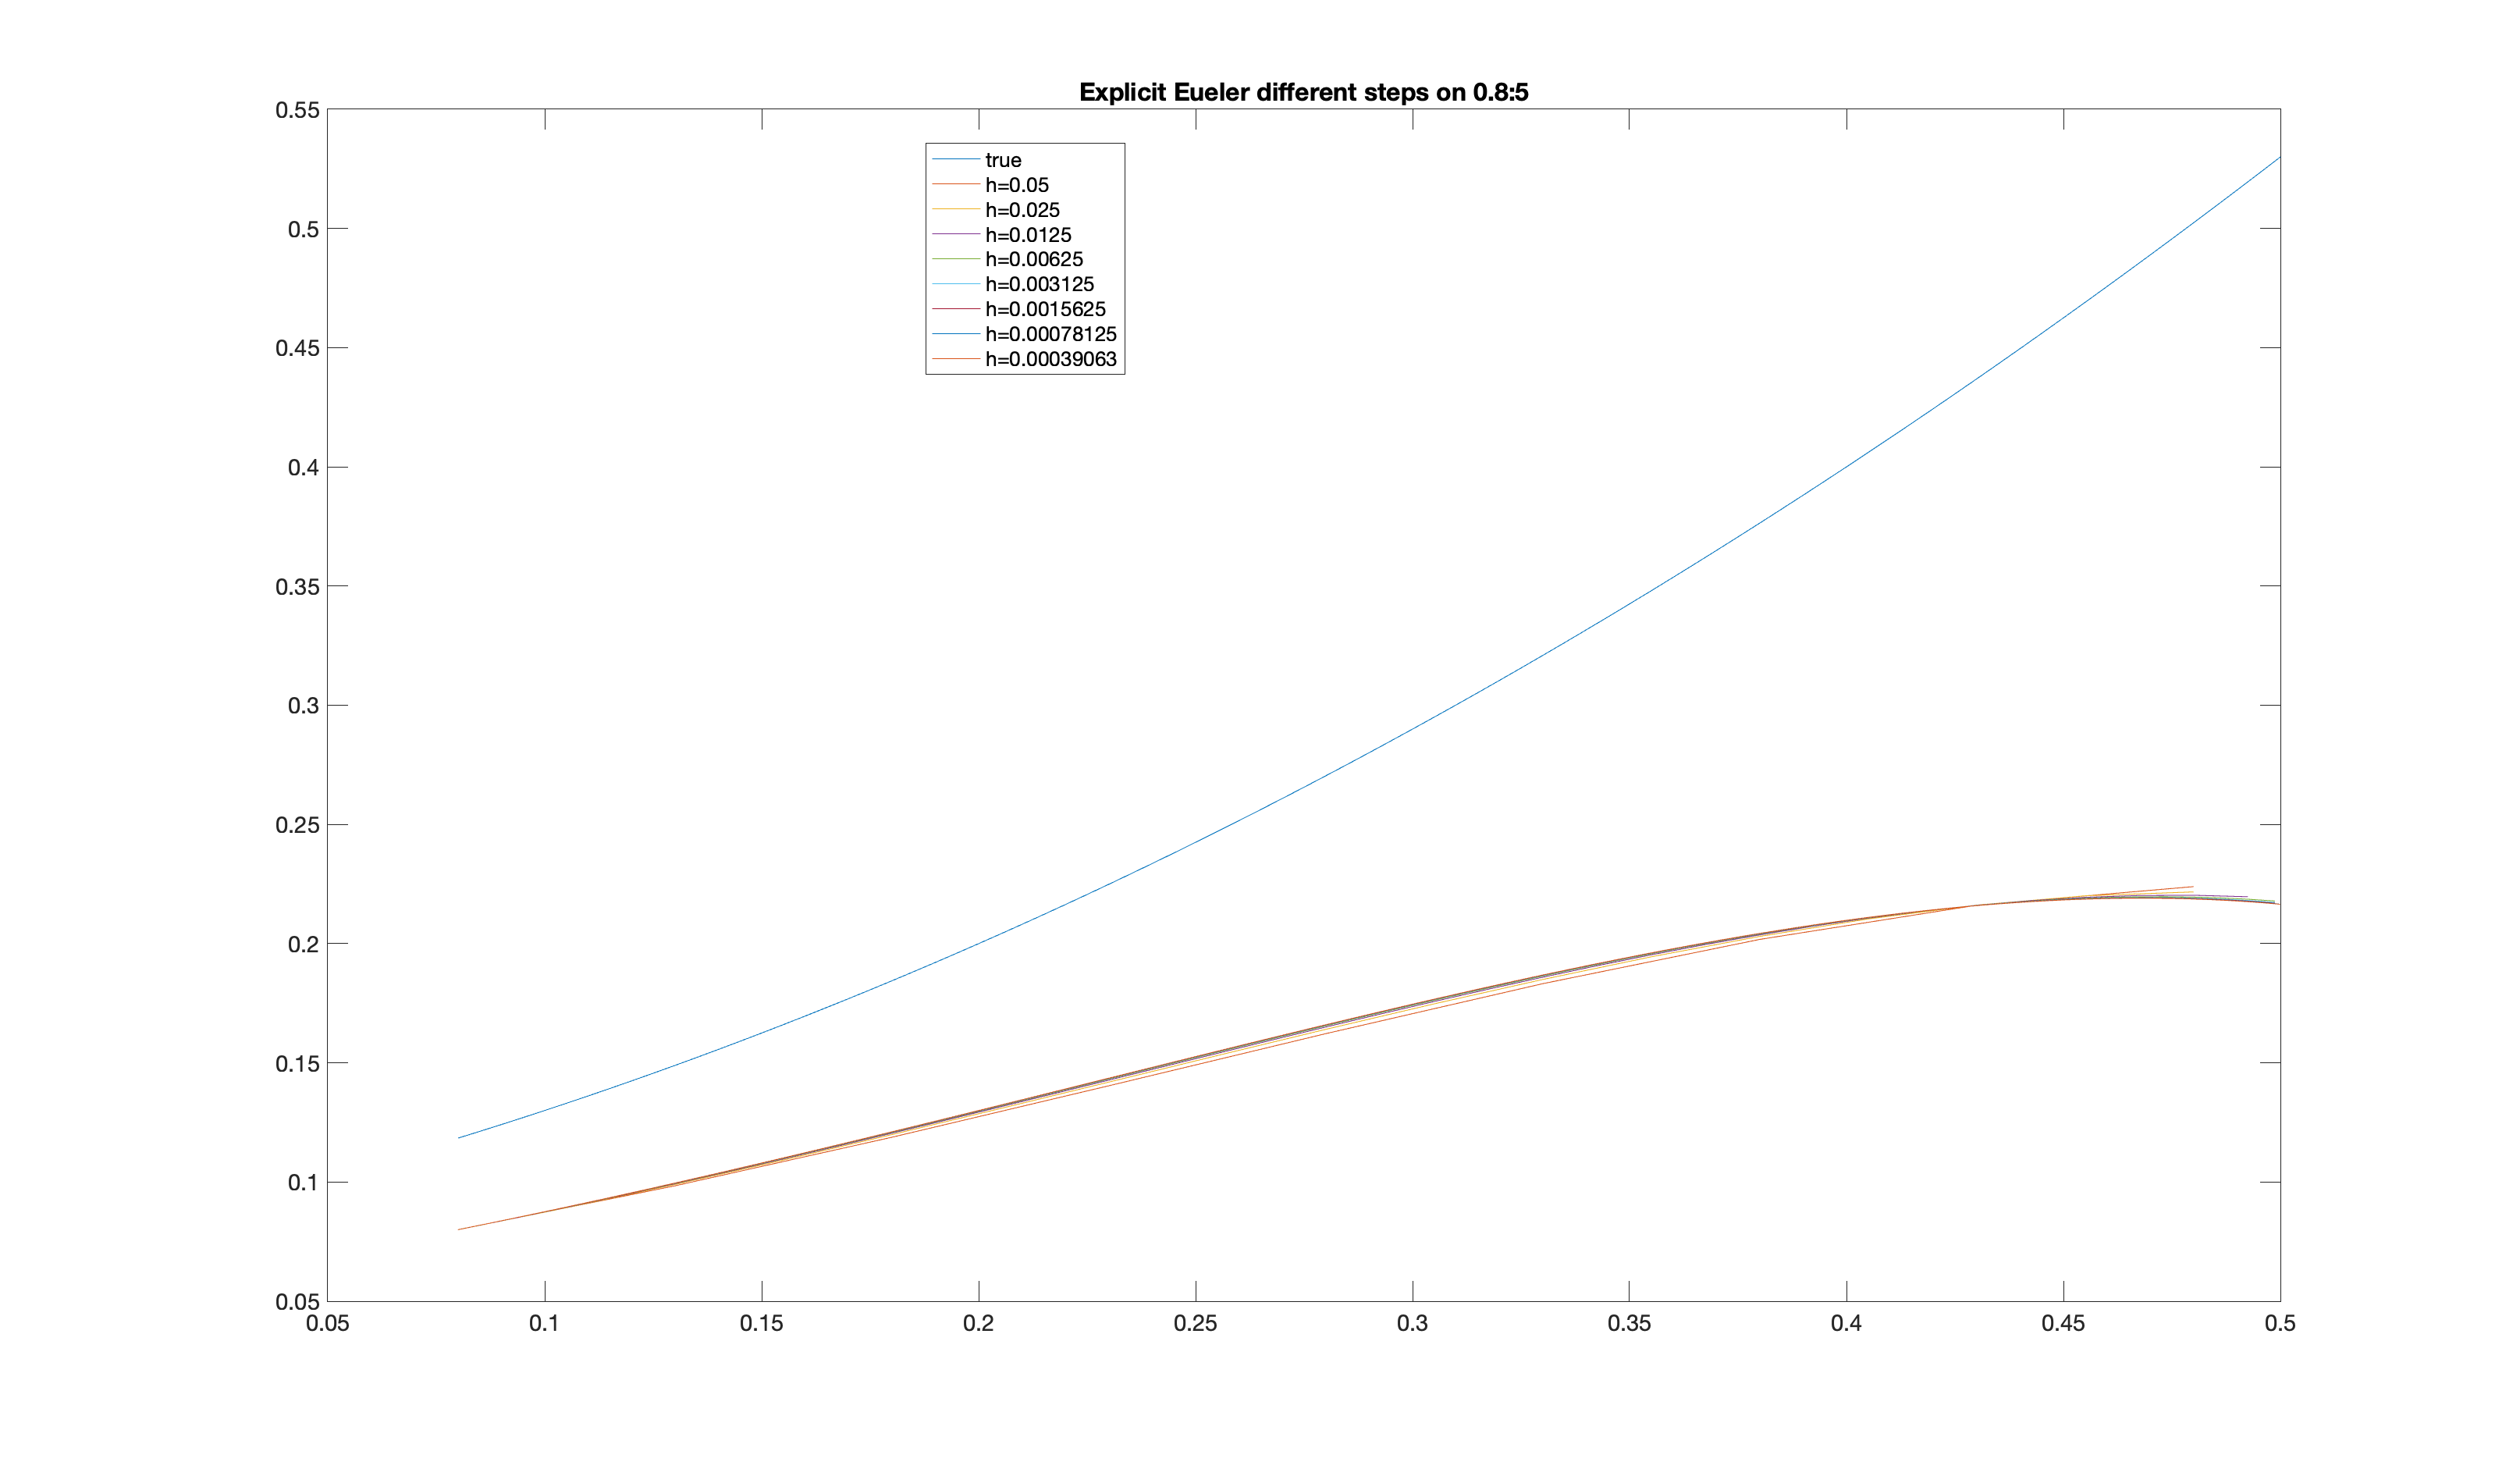 Explicit Eueler different steps on 0.8:5
0.55
0.5
0.45
0.4
0.35
0.3
0.25
0.2
0.15
0.1
0.05
true
h=0.05
h=0.025
h=0.0125
h=0.00625
h=0.003125
h=0.0015625
h=0.00078125
h=0.00039063
0.05 0.1 0.15 0.2 0.25 0.3 0.35 0.4 0.45 0.5